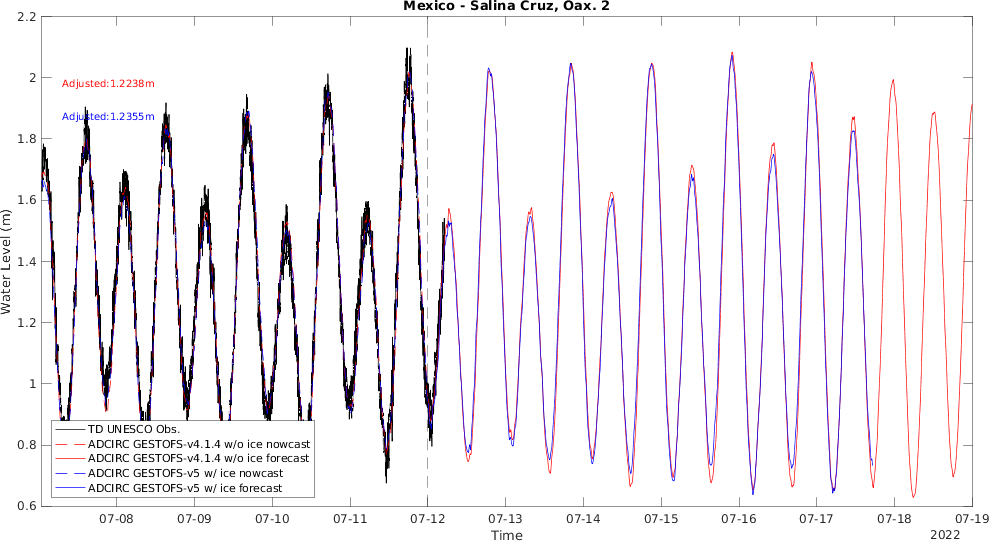 Mexico - Salina Cruz, Oax. 2
2.2
2
1.8
1.6
1.4
1.2
1
0.8
0.6
Water Level (m)
Adjusted:1.2238m
Adjusted:1.2355m
TD UNESCO Obs.
ADCIRC GESTOFS-v4.1.4 w/o ice nowcast
ADCIRC GESTOFS-v4.1.4 w/o ice forecast
ADCIRC GESTOFS-v5 w/ ice nowcast
ADCIRC GESTOFS-v5 w/ ice forecast
07-08 07-09 07-10 07-11 07-12 07-13 07-14 07-15 07-16 07-17 07-18 07-19
Time
2022